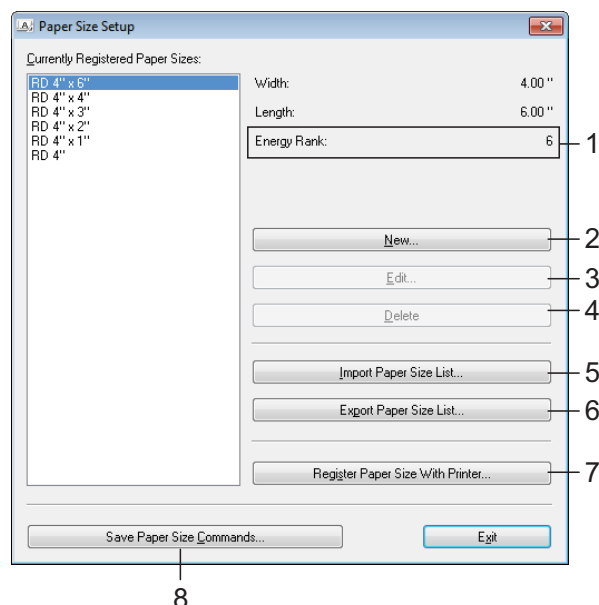 Paper Size Setup
Currently Registered Paper Sizes:
RD 4" x 6"
RD 4" x 4"
RD 4" x 3"
RD 4" x 2"
RD 4" x 1"
RD 4"
Width: 4.00 "
Length: 6.00 "
Energy Rank: 6 1
New... 2
Edit... 3
Delete 4
Import Paper Size List... 5
Export Paper Size List... 6
Register Paper Size With Printer... 7
Save Paper Size Commands... Exit
8